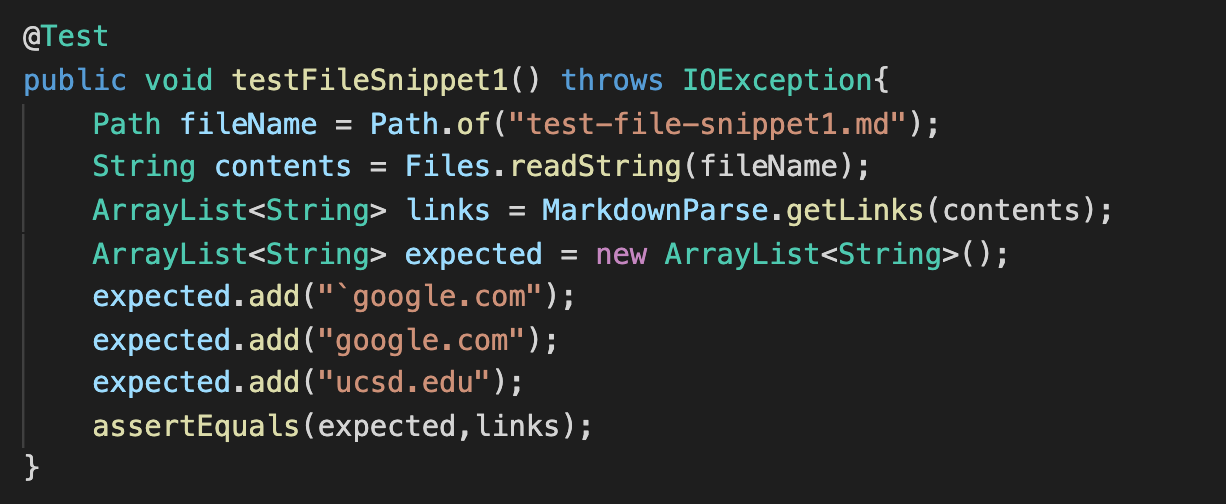 @Test
public void testFileSnippet1() throws IOException{
    Path fileName = Path.of("test-file-snippet1.md");
    String contents = Files.readString(fileName);
    ArrayList<String> links = MarkdownParse.getLinks(contents);
    ArrayList<String> expected = new ArrayList<String>();
    expected.add("`google.com");
    expected.add("google.com");
    expected.add("ucsd.edu");
    assertEquals(expected,links);
}